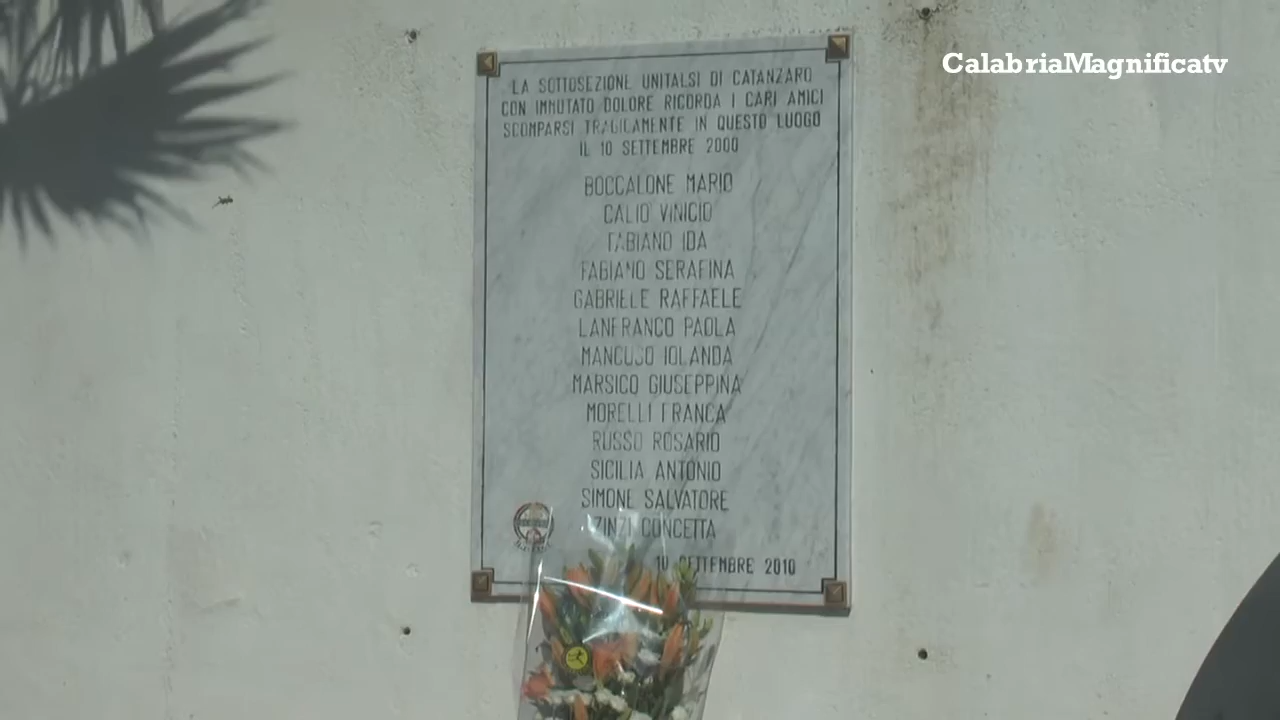 CalabriaMagnificatv
LA SOTTOSEZIONE UNITALSI DI CATANZARO
CON IMMUTATO DOLORE RICORDA I CARI AMICI
SCOMPARSI TRAGICAMENTE IN QUESTO LUOGO
IL 10 SETTEMBRE 2000
BOCCALONE MARIO
CALIO' VINICIO
FABIANO IDA
FABIANO SERAFINA
GABRIELE RAFFAELE
LANFRANCO PAOLA
MANCUSO IOLANDA
MARSICO GIUSEPPINA
MORELLI FRANCA
RUSSO ROSARIO
SICILIA ANTONIO
SIMONE SALVATORE
ZINZI CONCETTA
10 SETTEMBRE 2010